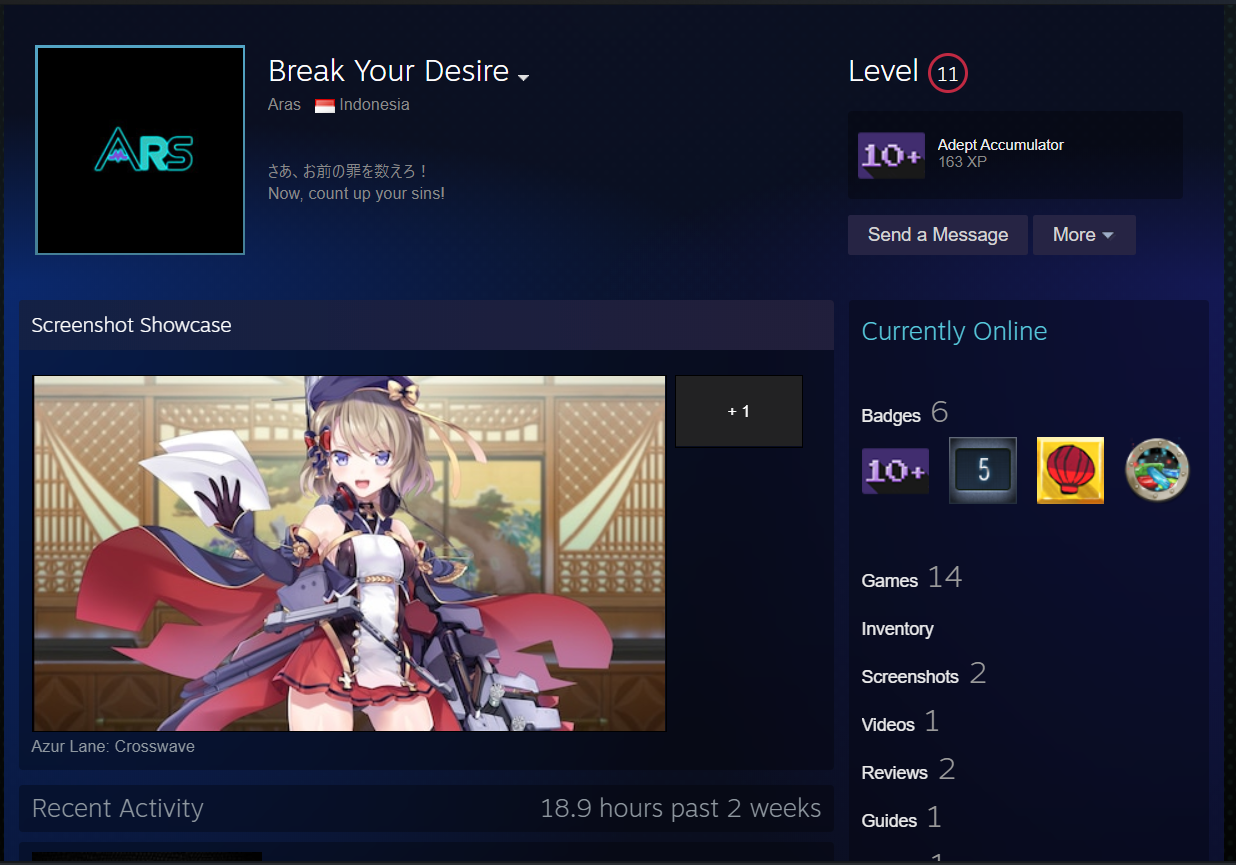 ARS
Break Your Desire
Aras Indonesia
さあ、お前の罪を数えろ！
Now, count up your sins!
Level 11
10+
Adept Accumulator
163 XP
Send a Message
More
Screenshot Showcase
+ 1
Azur Lane: Crosswave
Recent Activity
18.9 hours past 2 weeks
Currently Online
Badges 6
10+
5
Games 14
Inventory
Screenshots 2
Videos 1
Reviews 2
Guides 1